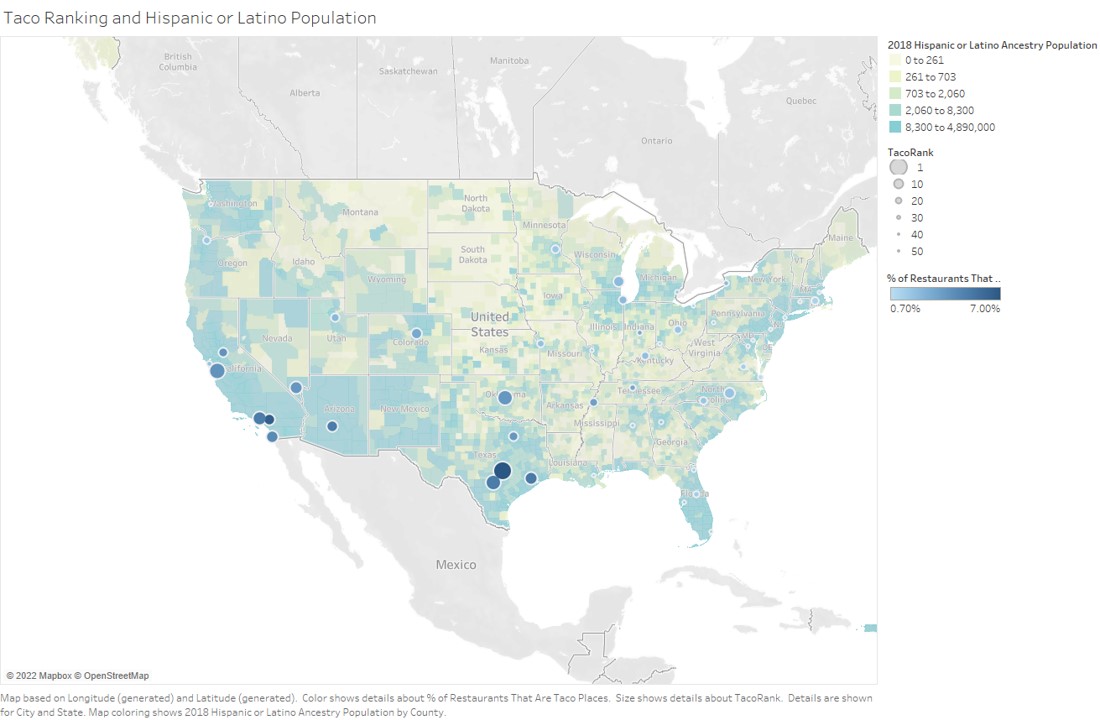 Taco Ranking and Hispanic or Latino Population
British
Columbia
Alberta
Saskatchewan
Manitoba
Ontario
Quebec
Washington
Montana
North
Dakota
Minnesota
Maine
Oregon
Idaho
South
Dakota
Wisconsin
Michigan
VT
New York
Wyoming
Iowa
United
States
Nevada
Utah
Colorado
Kansas
Missouri
Illinois
Indiana
Ohio
Pennsylvania
West
Virginia
Kentucky
California
Arizona
New Mexico
Oklahoma
Arkansas
Tennessee
North
Mississippi
Georgia
Texas
Louisiana
Florida
Mexico
© 2022 Mapbox © OpenStreetMap
2018 Hispanic or Latino Ancestry Population
0 to 261
261 to 703
703 to 2,060
2,060 to 8,300
8,300 to 4,890,000
TacoRank
1
10
20
30
40
50
% of Restaurants That ..
0.70%
7.00%
Map based on Longitude (generated) and Latitude (generated).  Color shows details about % of Restaurants That Are Taco Places.  Size shows details about TacoRank.  Details are shown
for City and State. Map coloring shows 2018 Hispanic or Latino Ancestry Population by County.